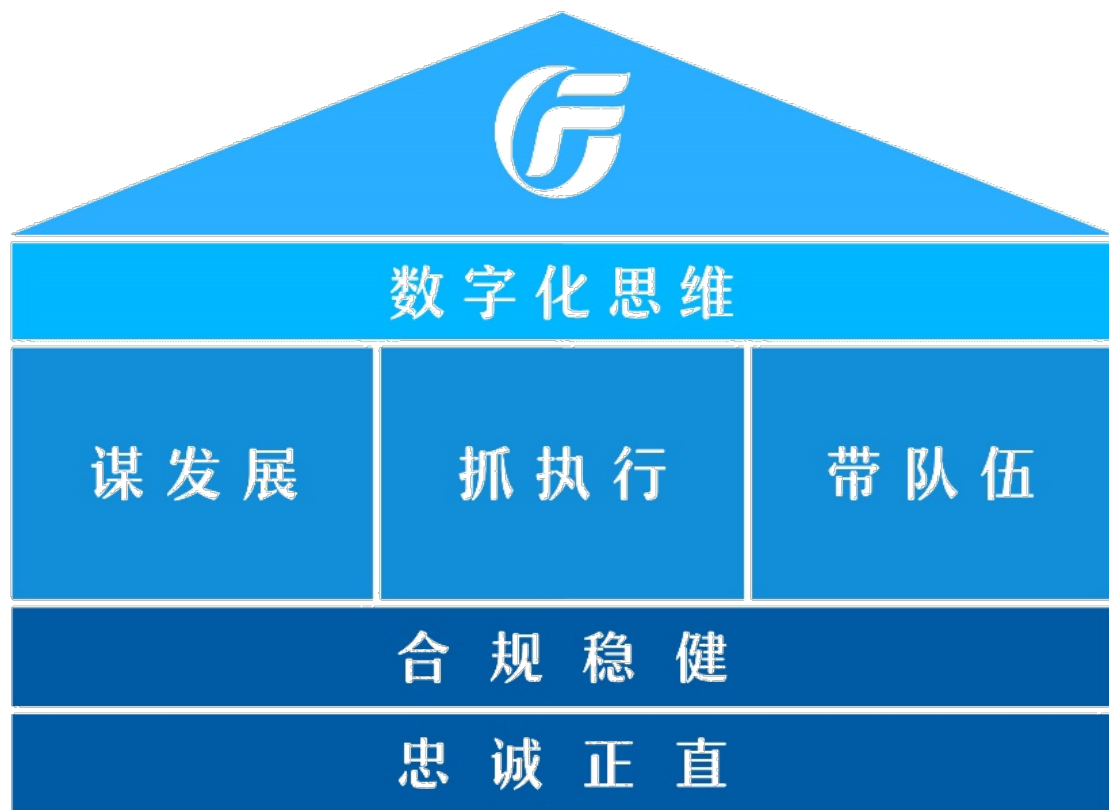 数字化思维
谋发展 抓执行 带队伍
合规稳健
忠诚正直